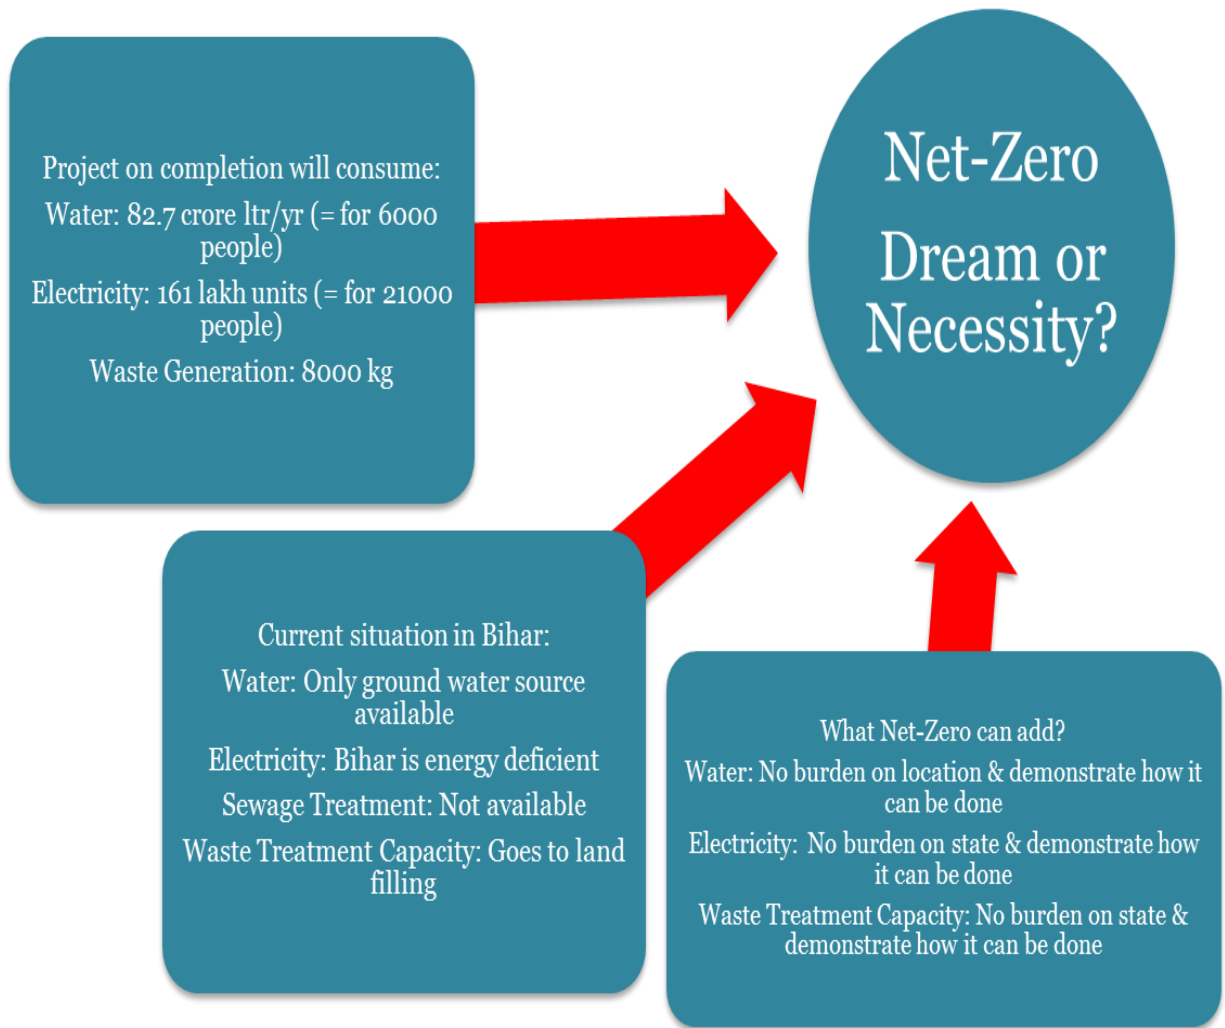 Project on completion will consume:
Water: 82.7 crore ltr/yr (= for 6000
people)
Electricity: 161 lakh units (= for 21000
people)
Waste Generation: 8000 kg
Net-Zero
Dream or
Necessity?
Current situation in Bihar:
Water: Only ground water source
available
Electricity: Bihar is energy deficient
Sewage Treatment: Not available
Waste Treatment Capacity: Goes to land
filling
What Net-Zero can add?
Water: No burden on location & demonstrate how it
can be done
Electricity:  No burden on state & demonstrate how
it can be done
Waste Treatment Capacity: No burden on state &
demonstrate how it can be done